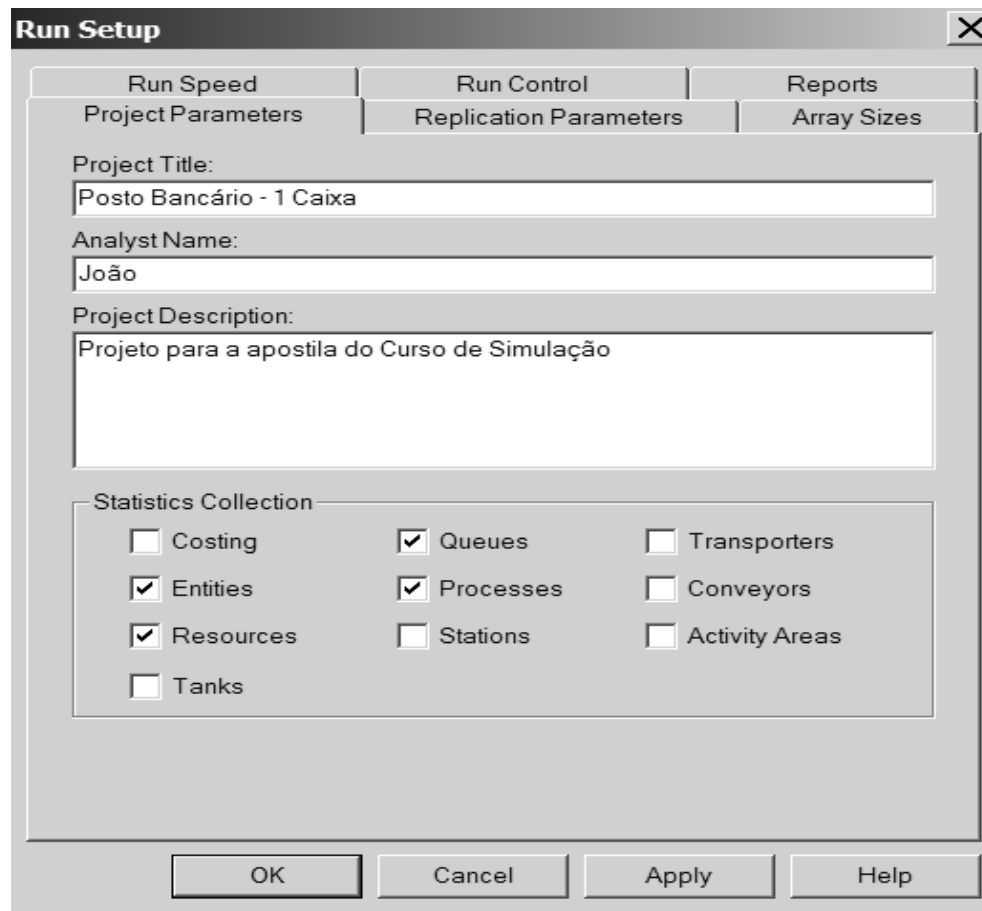 Run Setup
Run Speed Run Control Reports
Project Parameters Replication Parameters Array Sizes
Project Title:
Posto Bancário - 1 Caixa
Analyst Name:
João
Project Description:
Projeto para a apostila do Curso de Simulação
Statistics Collection
Costing Queues Transporters
Entities Processes Conveyors
Resources Stations Activity Areas
Tanks
OK Cancel Apply Help